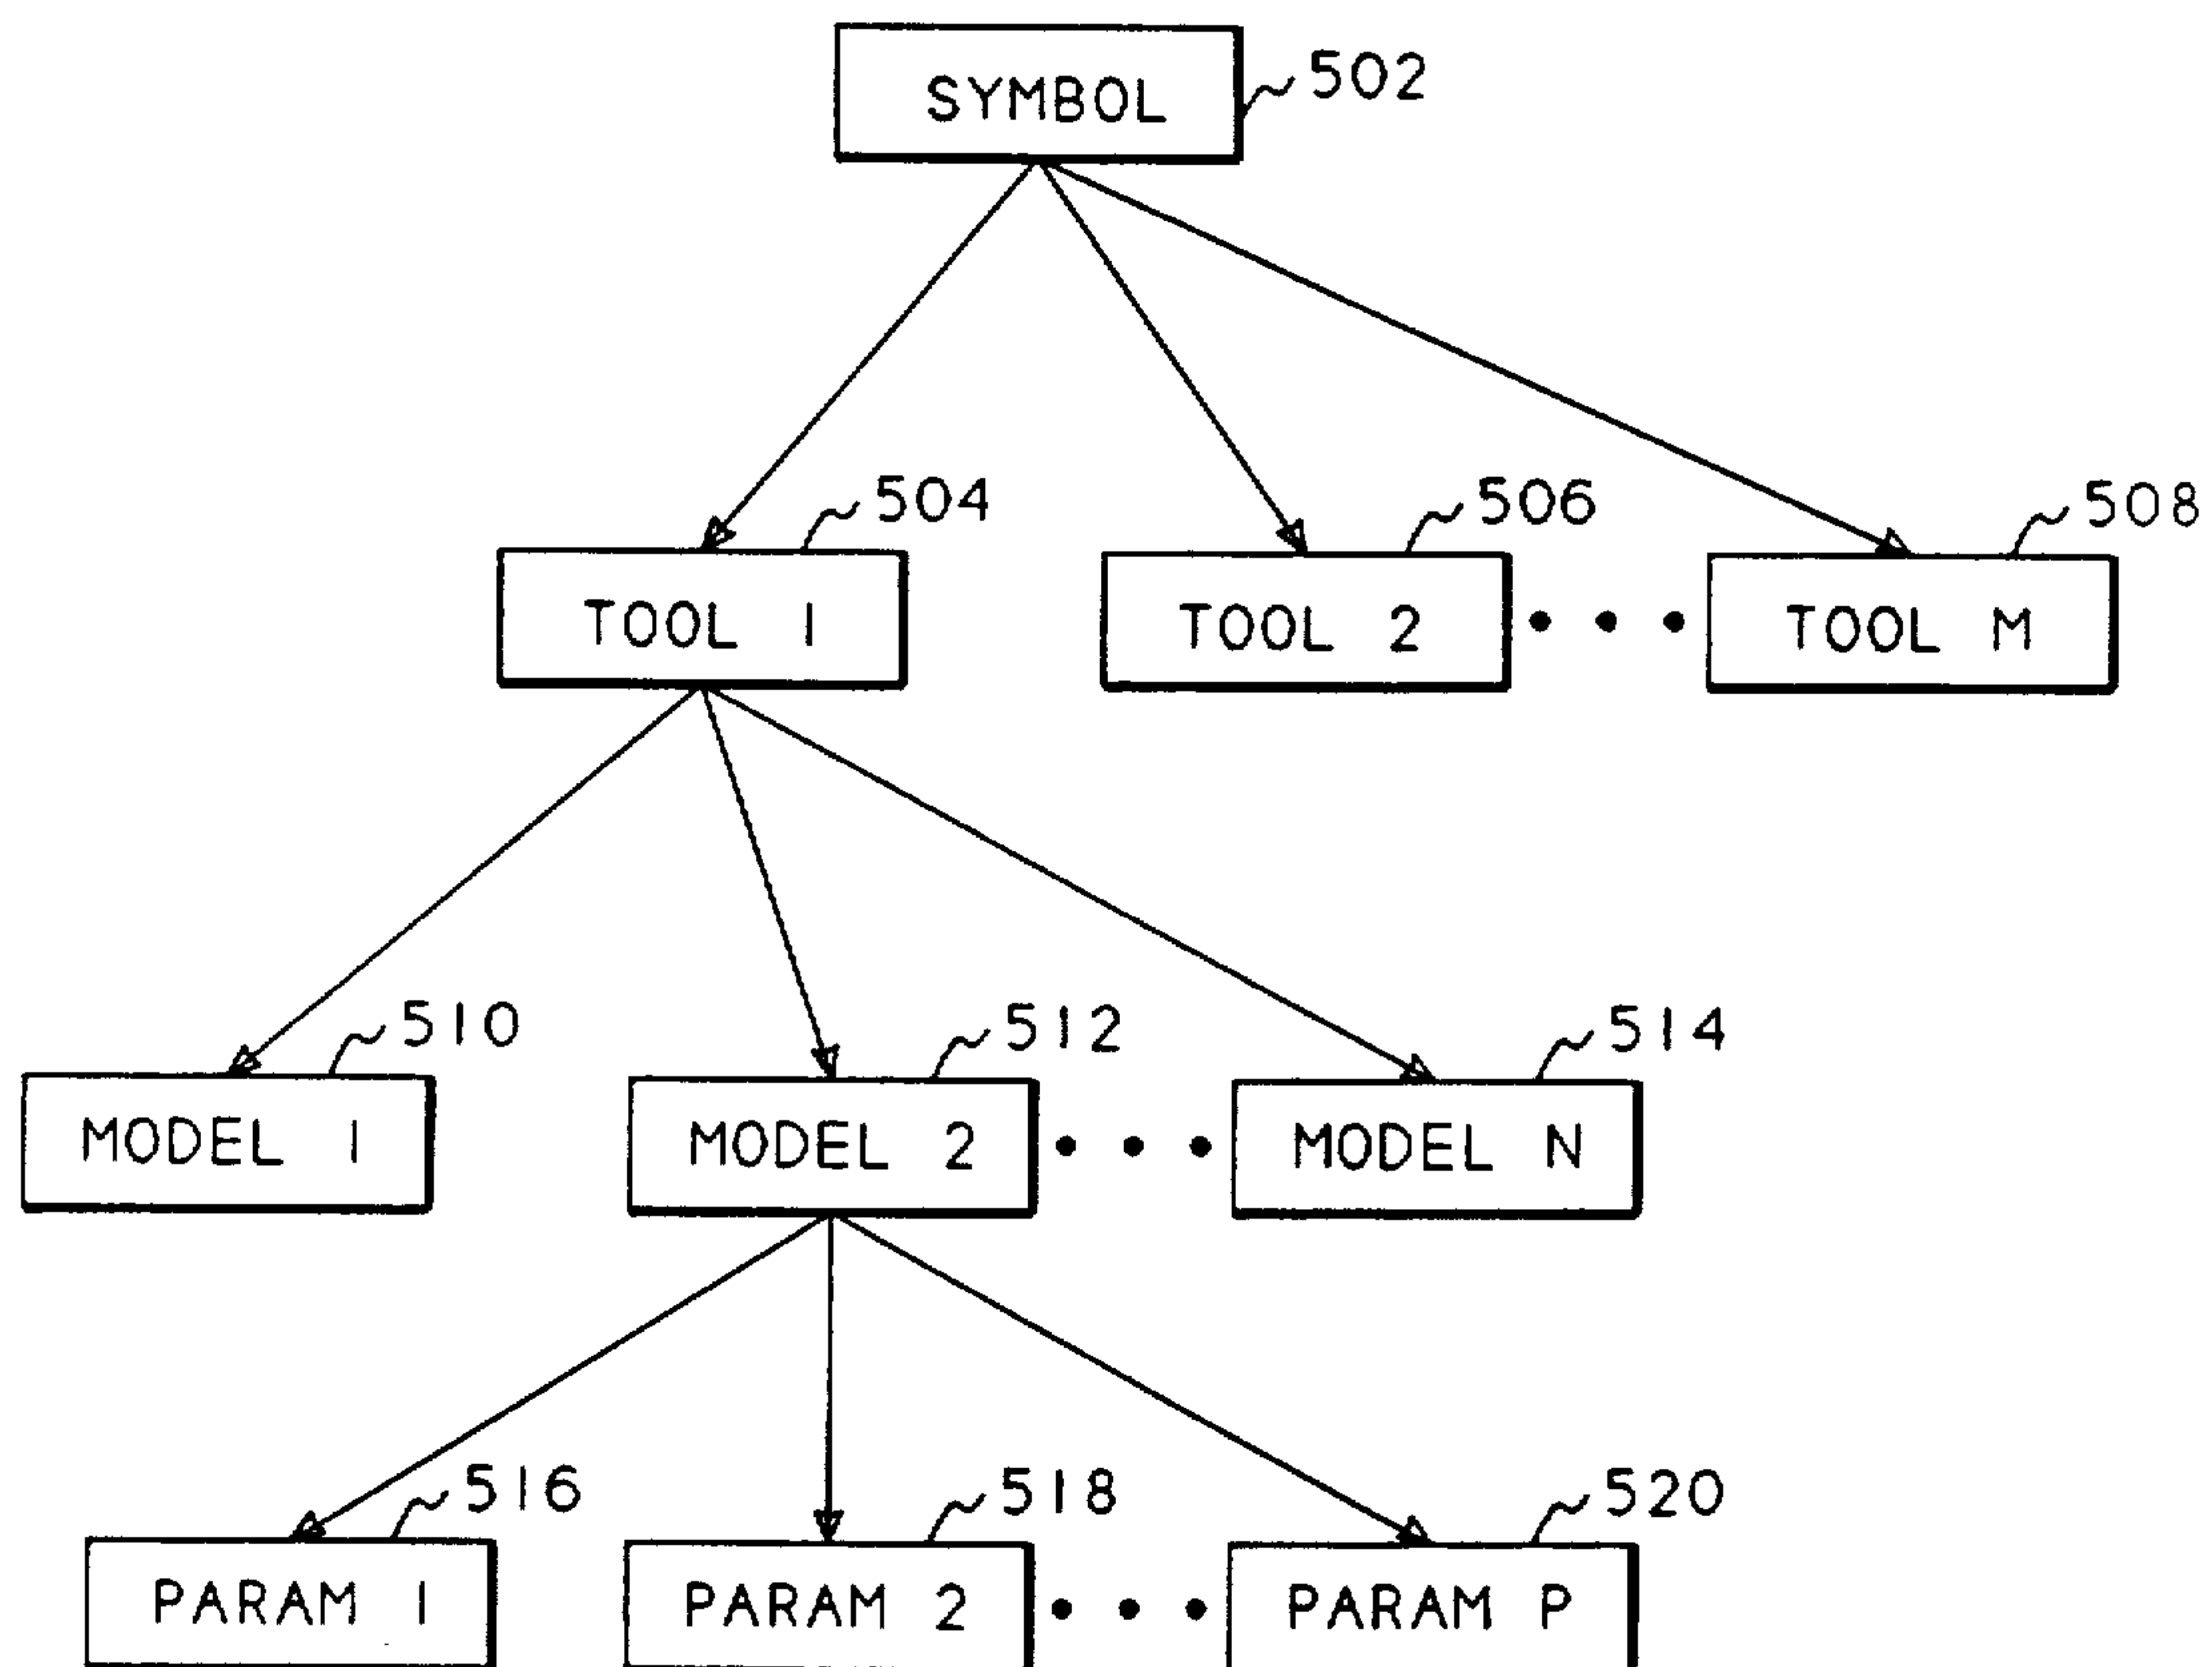 SYMBOL
502
504
506
508
TOOL 1
TOOL 2
TOOL M
510
512
514
MODEL 1
MODEL 2
MODEL N
516
518
520
PARAM 1
PARAM 2
PARAM P